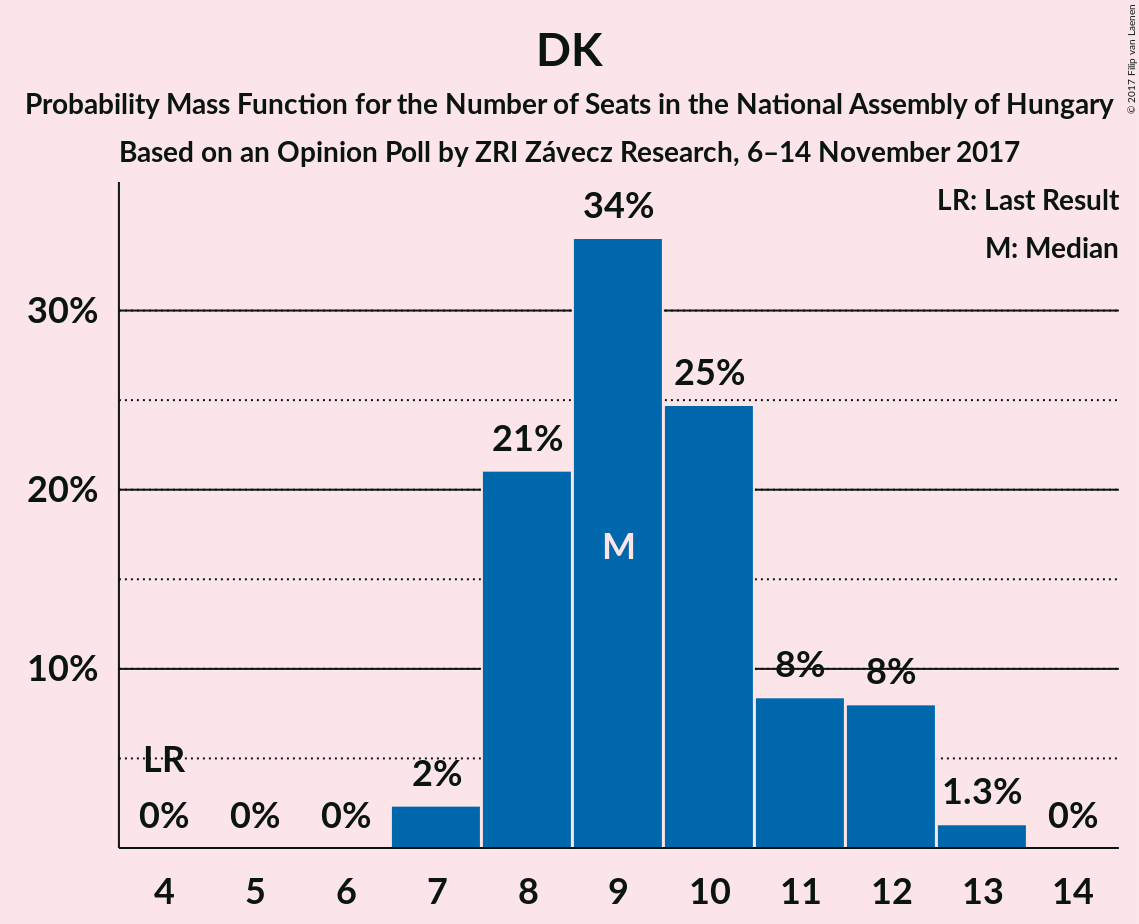 DK
Probability Mass Function for the Number of Seats in the National Assembly of Hungary
Based on an Opinion Poll by ZRI Závecz Research, 6–14 November 2017
© 2017 Filip van Laenen
LR: Last Result
M: Median
34%
30%
25%
21%
20%
M
10%
8%
8%
LR
2%
1.3%
0%
0%
0%
0%
4 5 6 7 8 9 10 11 12 13 14